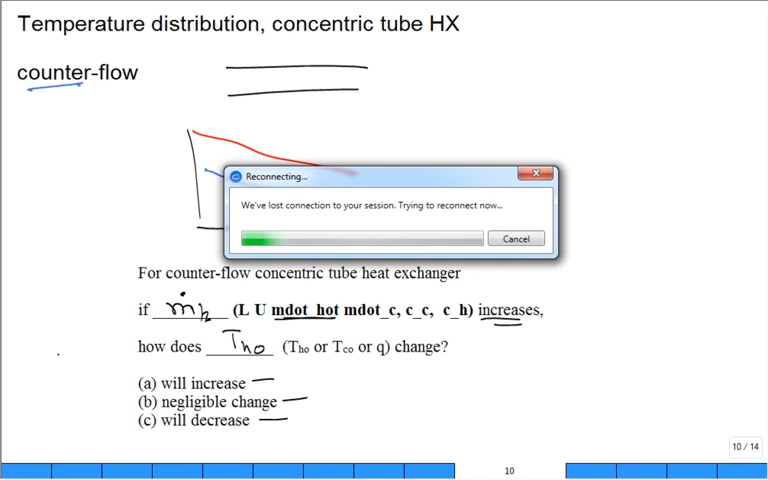 Temperature distribution, concentric tube HX
counter-flow
Reconnecting...
We've lost connection to your session. Trying to reconnect now...
Cancel
For counter-flow concentric tube heat exchanger
if ṁh (L U mdot_hot mdot_c, c_c, c_h) increases,
how does Tho (Tho or Tco or q) change?
(a) will increase
(b) negligible change
(c) will decrease
10 / 14
10